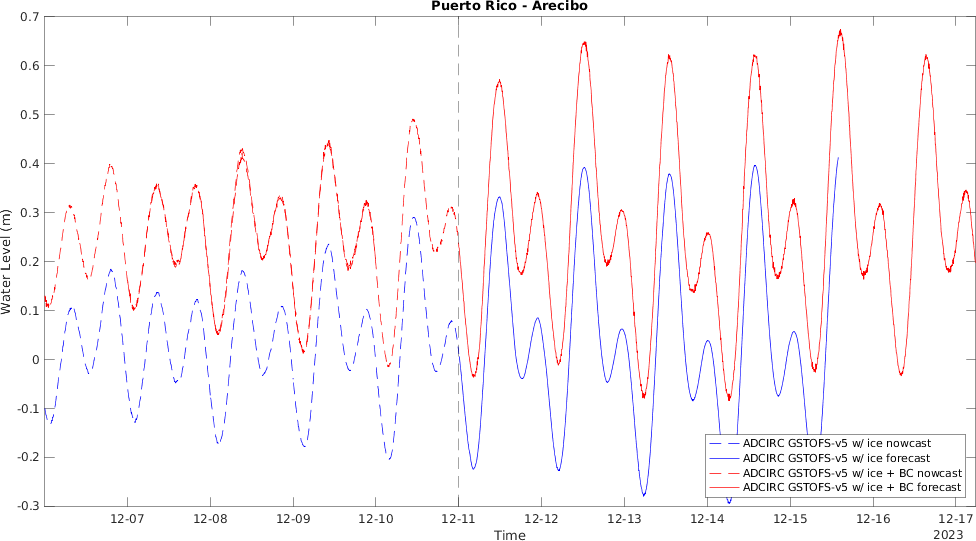 Puerto Rico - Arecibo
0.7
0.6
0.5
0.4
0.3
0.2
0.1
0
-0.1
-0.2
-0.3
Water Level (m)
ADCIRC GSTOFS-v5 w/ ice nowcast
ADCIRC GSTOFS-v5 w/ ice forecast
ADCIRC GSTOFS-v5 w/ ice + BC nowcast
ADCIRC GSTOFS-v5 w/ ice + BC forecast
12-07 12-08 12-09 12-10 12-11 12-12 12-13 12-14 12-15 12-16 12-17
Time
2023